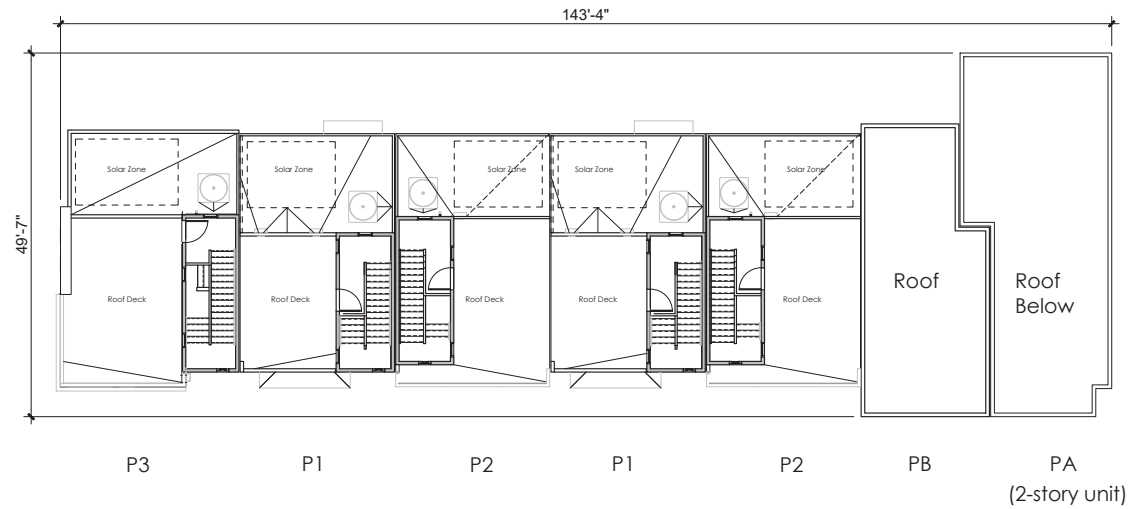 143'-4"
49'-7"
Solar Zone
Solar Zone
Solar Zone
Solar Zone
Solar Zone
Roof Deck
Roof Deck
Roof Deck
Roof Deck
Roof Deck
Roof
Roof
Below
P3
P1
P2
P1
P2
PB
PA
(2-story unit)